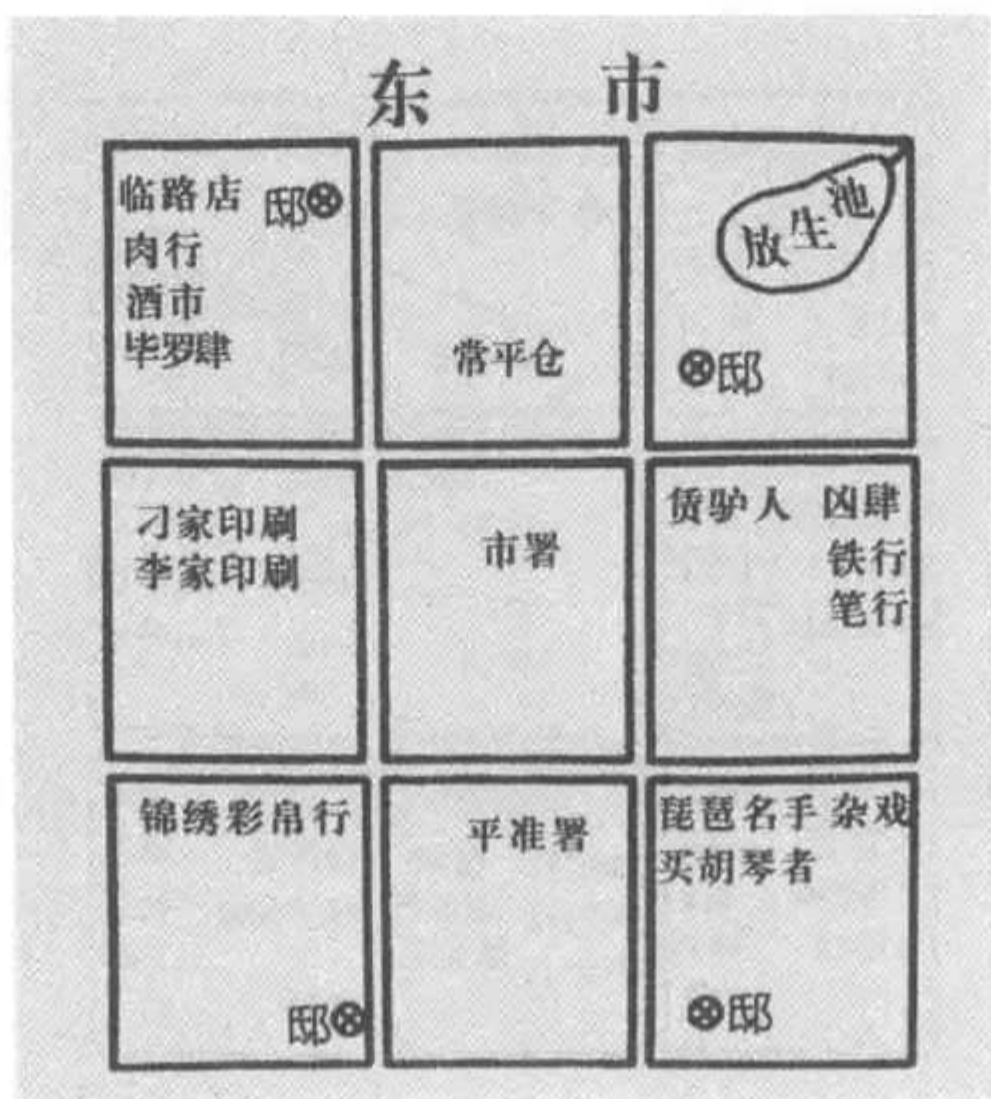 东 市
临路店 邸
肉行
酒市
毕罗肆
常平仓
放生池
邸
刁家印刷
李家印刷
市署
赁驴人 凶肆
铁行
笔行
锦绣彩帛行
邸
平准署
琵琶名手 杂戏
买胡琴者
邸